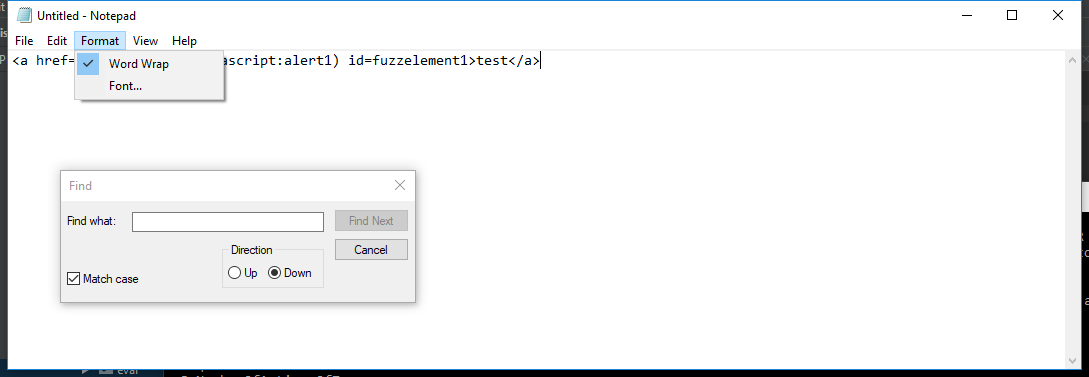 Untitled - Notepad
File Edit Format View Help
<a href= ascript:alert1) id=fuzzelement1>test</a>
Word Wrap
Font...
Find
Find what:
Find Next
Direction
Cancel
Up Down
Match case
eval